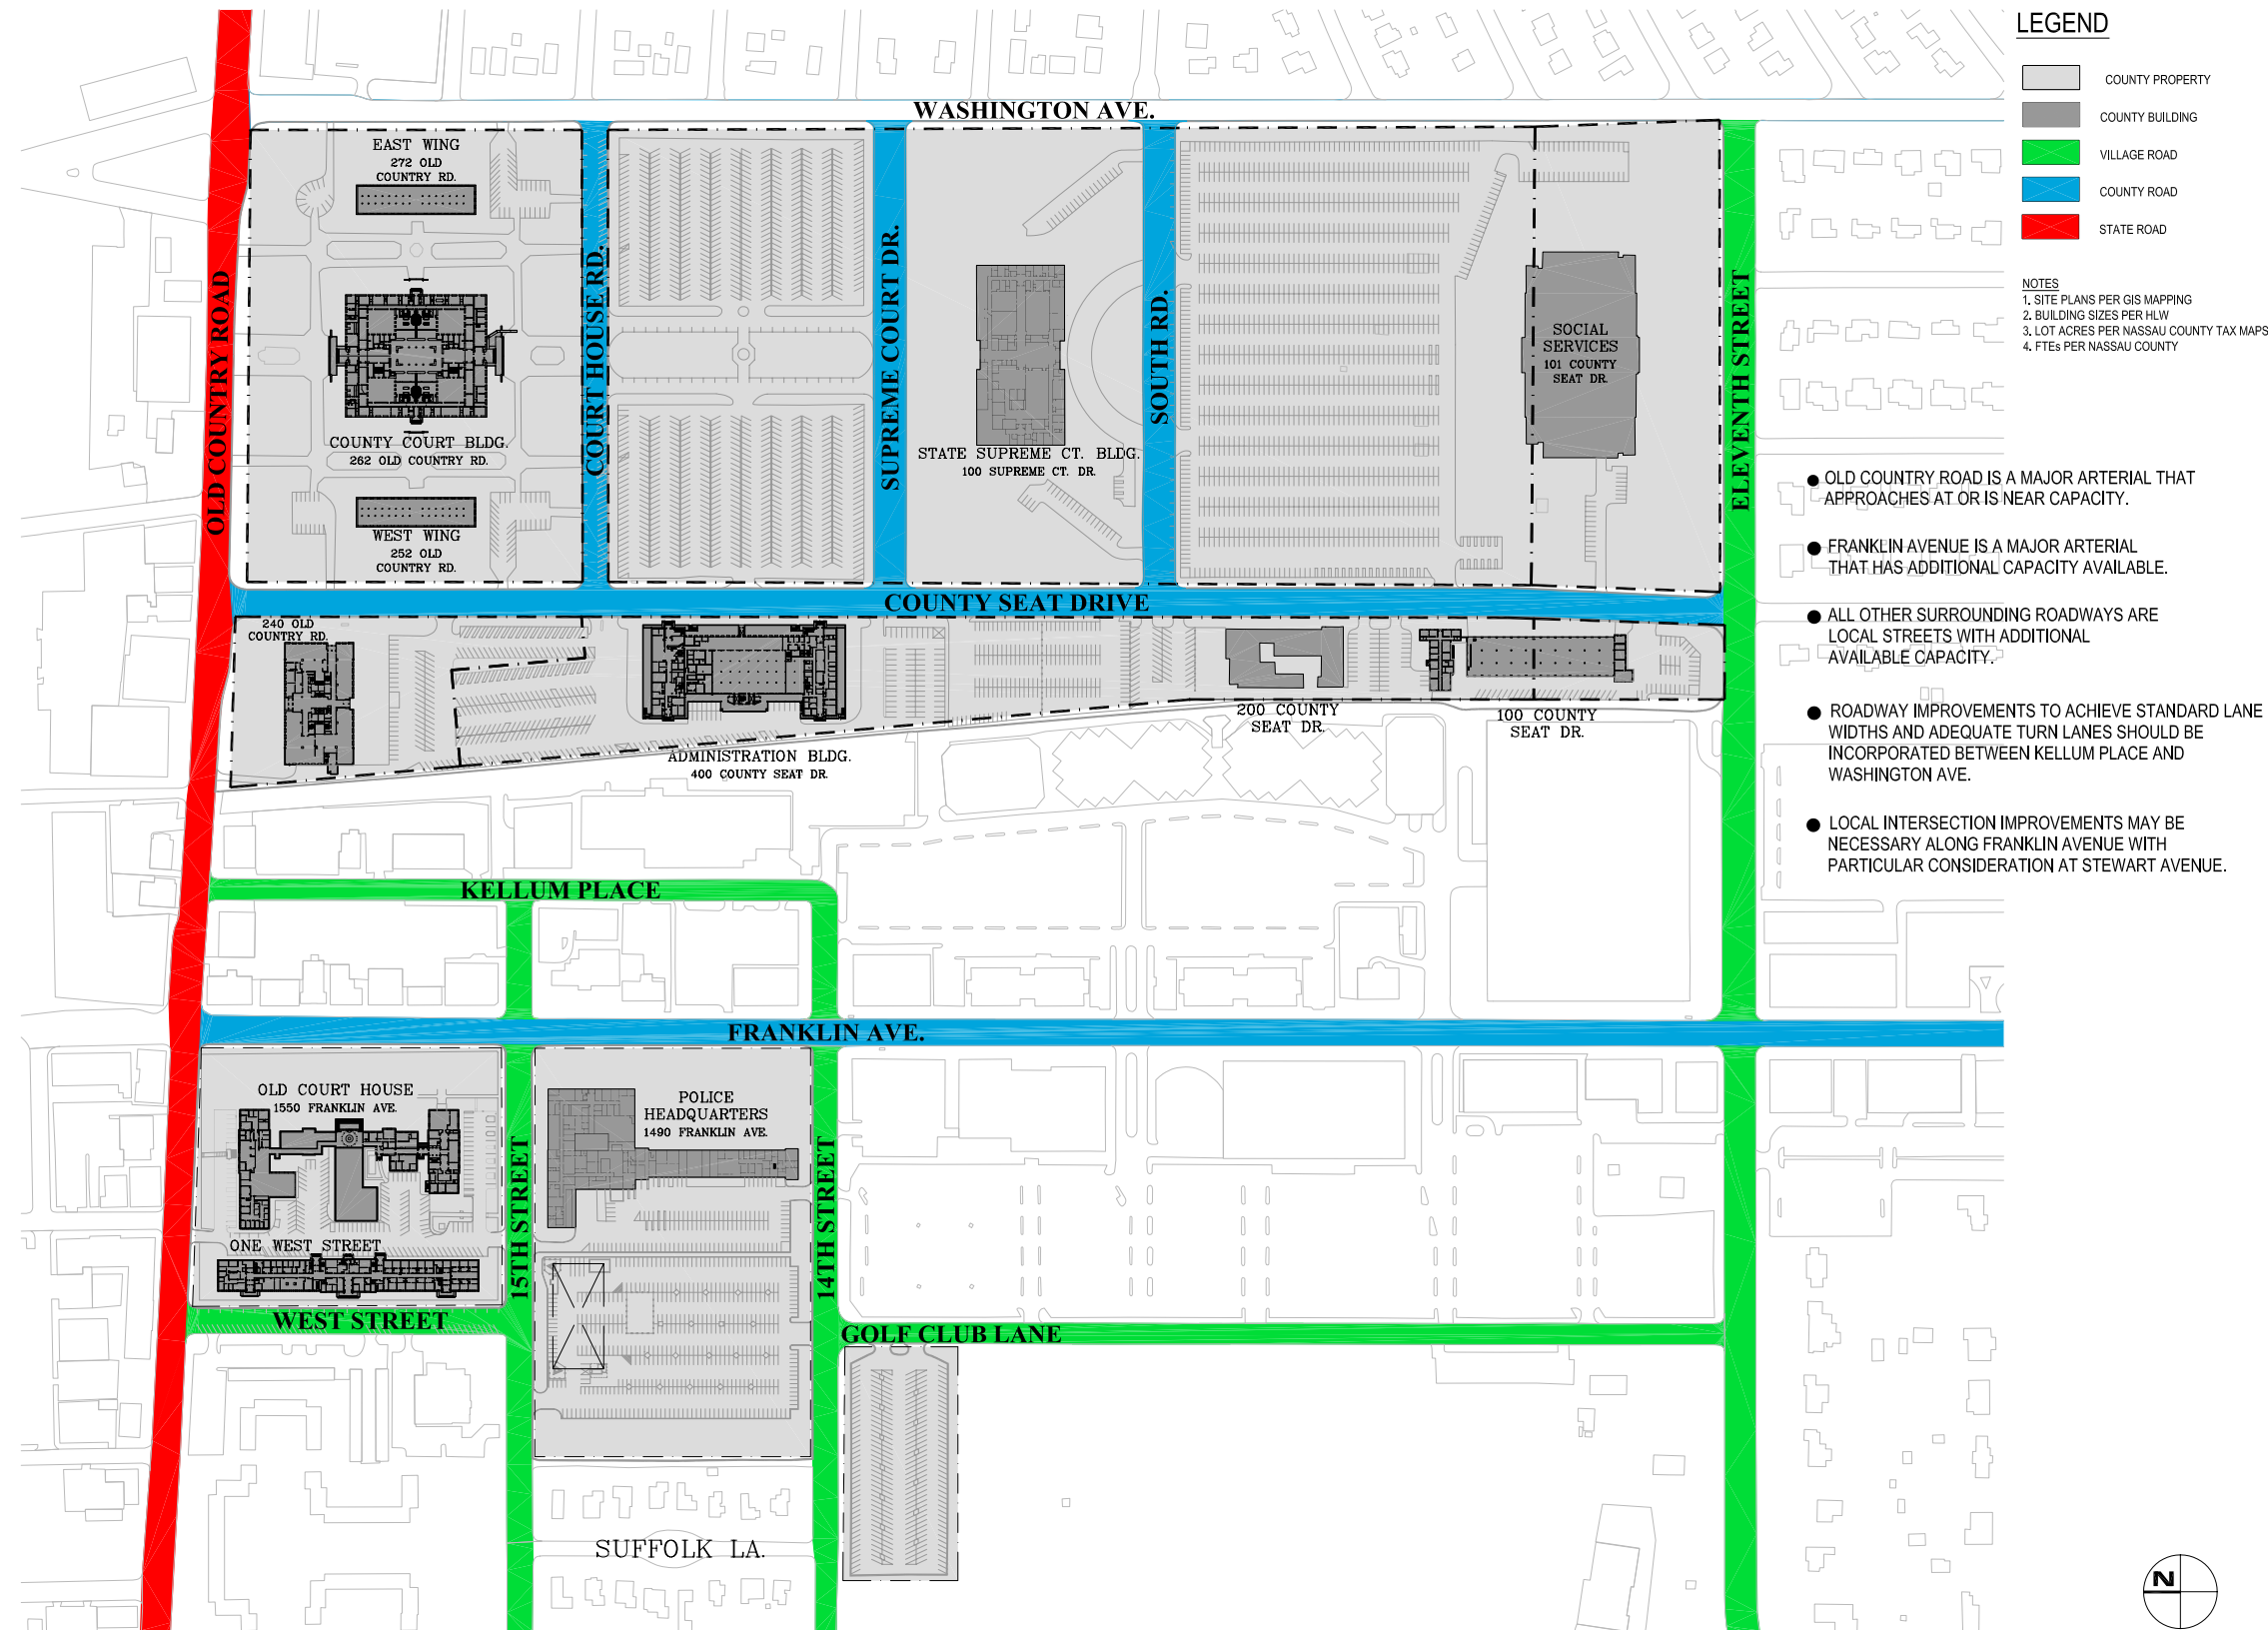 LEGEND
COUNTY PROPERTY
COUNTY BUILDING
VILLAGE ROAD
COUNTY ROAD
STATE ROAD
NOTES
1. SITE PLANS PER GIS MAPPING
2. BUILDING SIZES PER HLW
3. LOT ACRES PER NASSAU COUNTY TAX MAPS
4. FTEs PER NASSAU COUNTY
● OLD COUNTRY ROAD IS A MAJOR ARTERIAL THAT
APPROACHES AT OR IS NEAR CAPACITY.
● FRANKLIN AVENUE IS A MAJOR ARTERIAL
THAT HAS ADDITIONAL CAPACITY AVAILABLE.
● ALL OTHER SURROUNDING ROADWAYS ARE
LOCAL STREETS WITH ADDITIONAL
AVAILABLE CAPACITY.
● ROADWAY IMPROVEMENTS TO ACHIEVE STANDARD LANE
WIDTHS AND ADEQUATE TURN LANES SHOULD BE
INCORPORATED BETWEEN KELLUM PLACE AND
WASHINGTON AVE.
● LOCAL INTERSECTION IMPROVEMENTS MAY BE
NECESSARY ALONG FRANKLIN AVENUE WITH
PARTICULAR CONSIDERATION AT STEWART AVENUE.
WASHINGTON AVE.
EAST WING
272 OLD
COUNTRY RD.
COUNTY COURT BLDG.
262 OLD COUNTRY RD.
WEST WING
252 OLD
COUNTRY RD.
OLD COUNTRY ROAD
COURT HOUSE RD.
SUPREME COURT DR.
STATE SUPREME CT. BLDG.
100 SUPREME CT. DR.
SOUTH RD.
SOCIAL
SERVICES
101 COUNTY
SEAT DR.
ELEVENTH STREET
COUNTY SEAT DRIVE
240 OLD
COUNTRY RD.
ADMINISTRATION BLDG.
400 COUNTY SEAT DR.
200 COUNTY
SEAT DR.
100 COUNTY
SEAT DR.
KELLUM PLACE
FRANKLIN AVE.
OLD COURT HOUSE
1550 FRANKLIN AVE.
ONE WEST STREET
POLICE
HEADQUARTERS
1490 FRANKLIN AVE.
15TH STREET
14TH STREET
WEST STREET
GOLF CLUB LANE
SUFFOLK LA.
N